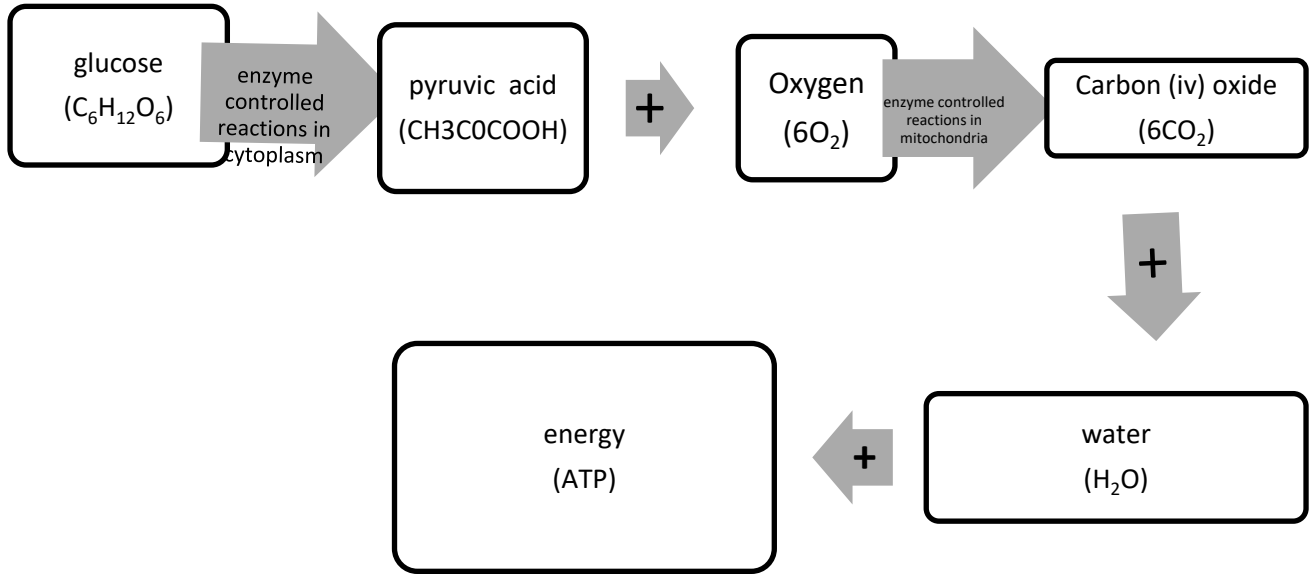 glucose
(C₆H₁₂O₆)
enzyme
controlled
reactions in
cytoplasm
pyruvic acid
(CH3C0COOH)
+
Oxygen
(6O₂)
enzyme controlled
reactions in
mitochondria
Carbon (iv) oxide
(6CO₂)
+
water
(H₂O)
+
energy
(ATP)